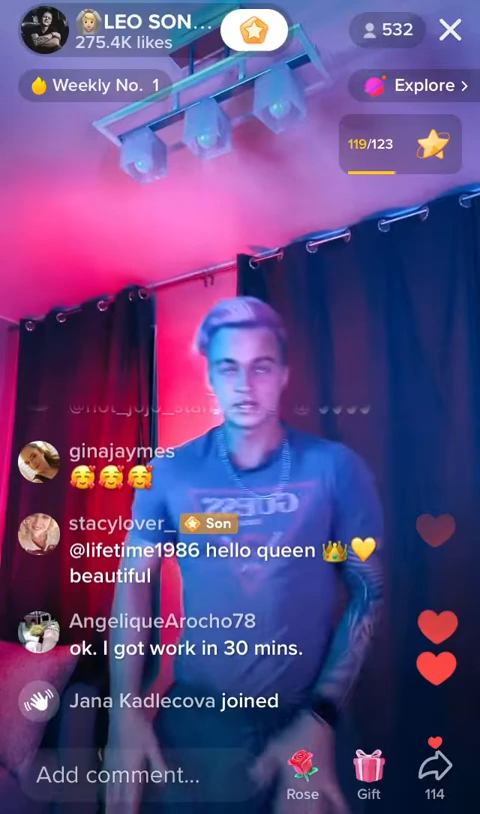 LEO SON...
275.4K likes
532
Weekly No. 1
Explore >
119/123
ginajaymes
🥰🥰🥰
stacylover_ Son
@lifetime1986 hello queen 👑💛
beautiful
GUESS
AngeliqueArocho78
ok. I got work in 30 mins.
Jana Kadlecova joined
Add comment...
Rose
Gift
114